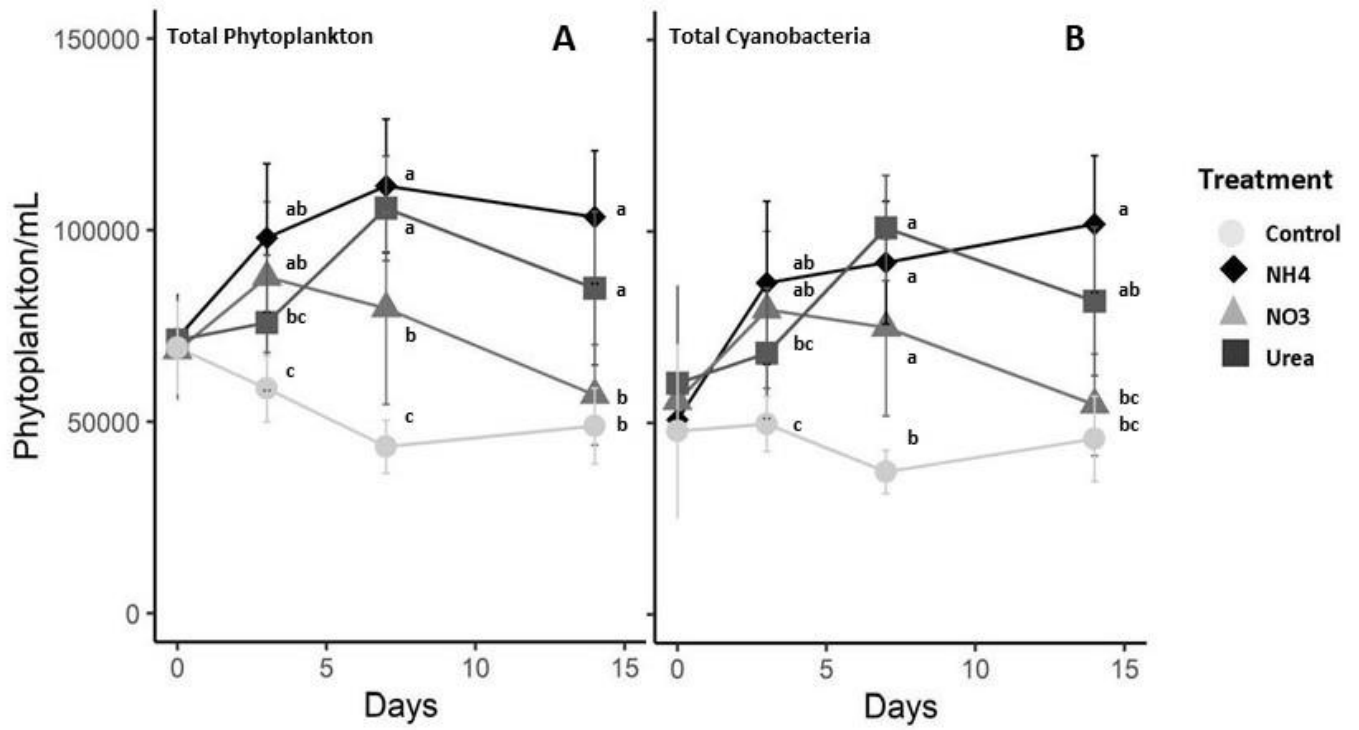 Total Phytoplankton
A
Total Cyanobacteria
B
Phytoplankton/mL
150000
100000
50000
0
ab
ab
bc
c
a
a
b
c
a
a
b
b
ab
ab
bc
c
a
a
a
b
a
ab
bc
bc
0
5
10
15
0
5
10
15
Days
Days
Treatment
Control
NH4
NO3
Urea